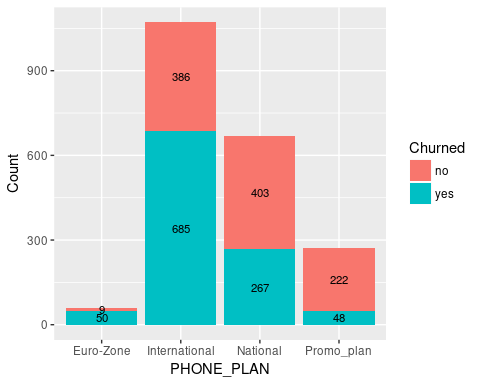 Count
900
600
300
0
386
685
9
50
403
267
222
48
Euro-Zone International National Promo_plan
PHONE_PLAN
Churned
no
yes